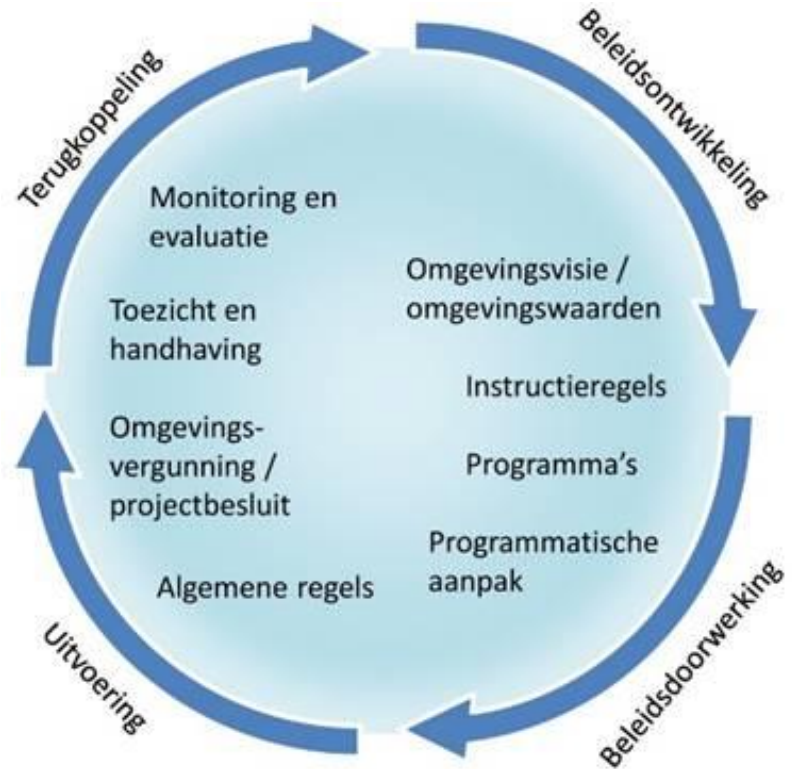 Beleidsontwikkeling
Omgevingsvisie /
omgevingswaarden
Instructieregels
Programma's
Programmatische
aanpak
Beleidsdoorwerking
Algemene regels
Uitvoering
Omgevings-
vergunning /
projectbesluit
Toezicht en
handhaving
Monitoring en
evaluatie
Terugkoppeling